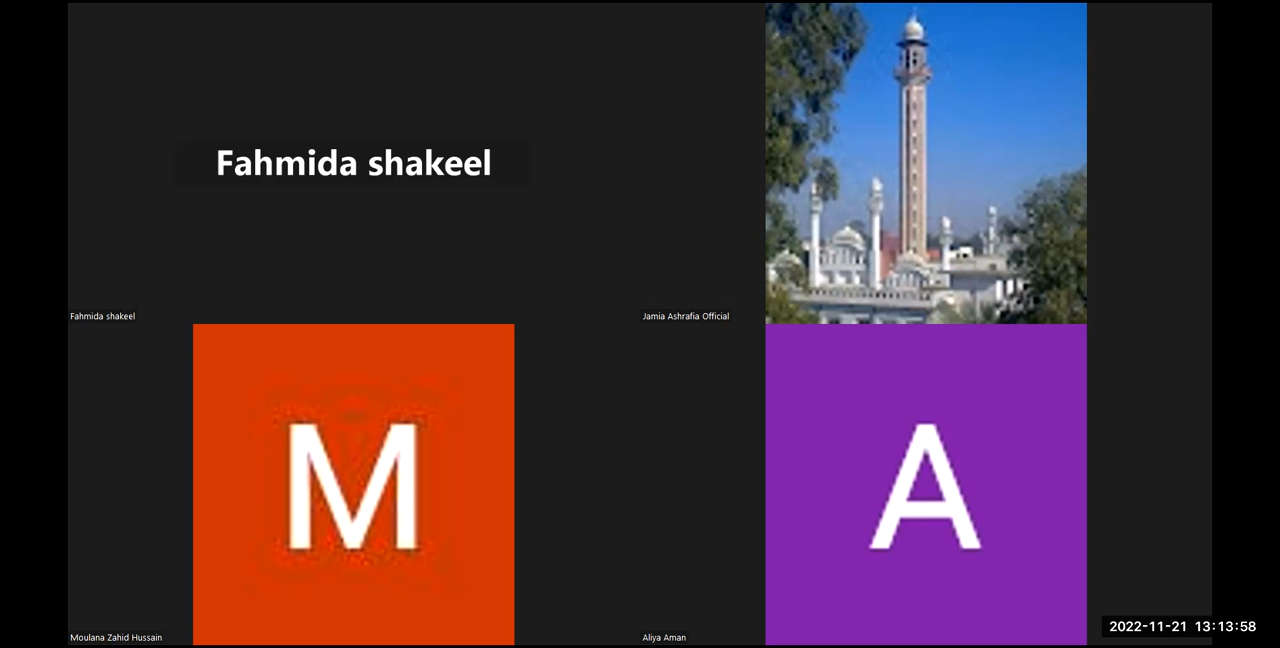 Fahmida shakeel
Fahmida shakeel
Jamia Ashrafia Official
M
A
Moulana Zahid Hussain
Aliya Aman
2022-11-21 13:13:58